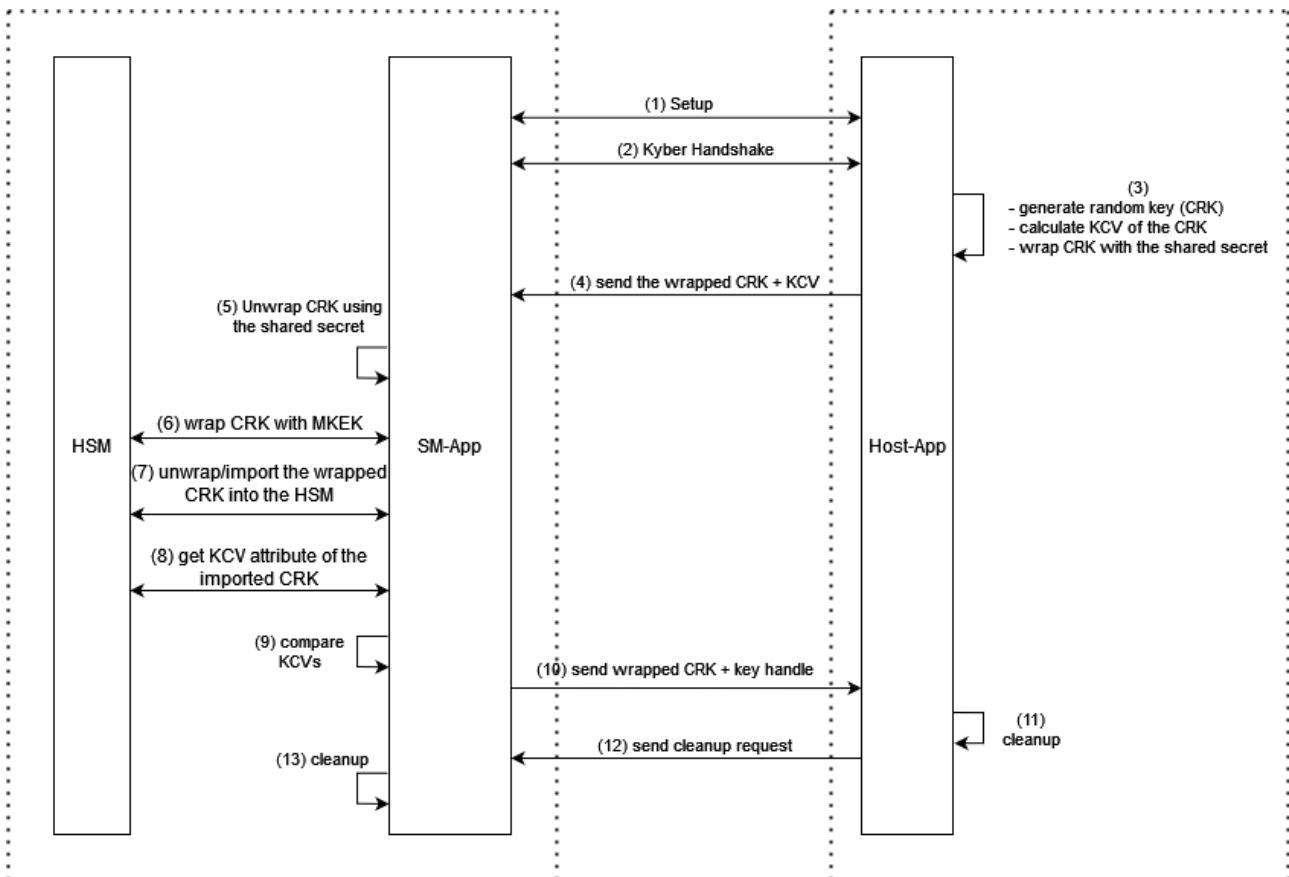 (1) Setup
(2) Kyber Handshake
(3)
- generate random key (CRK)
- calculate KCV of the CRK
- wrap CRK with the shared secret
(4) send the wrapped CRK + KCV
(5) Unwrap CRK using
the shared secret
(6) wrap CRK with MKEK
HSM
SM-App
Host-App
(7) unwrap/import the wrapped
CRK into the HSM
(8) get KCV attribute of the
imported CRK
(9) compare
KCVs
(10) send wrapped CRK + key handle
(11)
cleanup
(12) send cleanup request
(13) cleanup